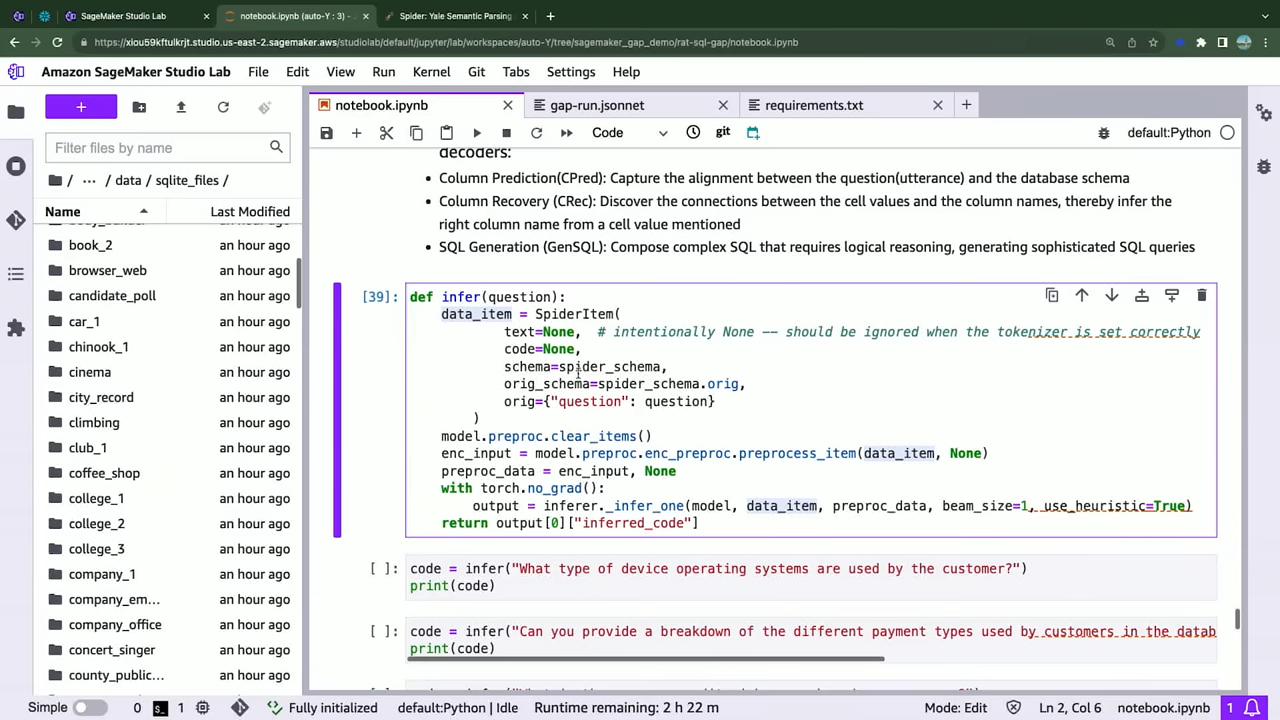 SageMaker Studio Lab
notebook.ipynb (auto-Y : 3) -
Spider: Yale Semantic Parsing
https://xiou59kftulkrjt.studio.us-east-2.sagemaker.aws/studiolab/default/jupyter/lab/workspaces/auto-Y/tree/sagemaker_gap_demo/rat-sql-gap/notebook.ipynb
Amazon SageMaker Studio Lab File Edit View Run Kernel Git Tabs Settings Help
notebook.ipynb gap-run.jsonnet requirements.txt
Code git default:Python
Filter files by name
/ ··· / data / sqlite_files /
Name Last Modified
book_2 an hour ago
browser_web an hour ago
candidate_poll an hour ago
car_1 an hour ago
chinook_1 an hour ago
cinema an hour ago
city_record an hour ago
climbing an hour ago
club_1 an hour ago
coffee_shop an hour ago
college_1 an hour ago
college_2 an hour ago
college_3 an hour ago
company_1 an hour ago
company_em... an hour ago
company_office an hour ago
concert_singer an hour ago
county_public... an hour ago
decoders:
• Column Prediction(CPred): Capture the alignment between the question(utterance) and the database schema
• Column Recovery (CRec): Discover the connections between the cell values and the column names, thereby infer the
right column name from a cell value mentioned
• SQL Generation (GenSQL): Compose complex SQL that requires logical reasoning, generating sophisticated SQL queries
[39]: def infer(question):
data_item = SpiderItem(
text=None, # intentionally None -- should be ignored when the tokenizer is set correctly
code=None,
schema=spider_schema,
orig_schema=spider_schema.orig,
orig={"question": question}
)
model.preproc.clear_items()
enc_input = model.preproc.enc_preproc.preprocess_item(data_item, None)
preproc_data = enc_input, None
with torch.no_grad():
output = inferer._infer_one(model, data_item, preproc_data, beam_size=1, use_heuristic=True)
return output[0]["inferred_code"]
[ ]: code = infer("What type of device operating systems are used by the customer?")
print(code)
[ ]: code = infer("Can you provide a breakdown of the different payment types used by customers in the datab
print(code)
Simple 0 1 Fully initialized default:Python | Idle Runtime remaining: 2 h 22 m Mode: Edit Ln 2, Col 6 notebook.ipynb 1